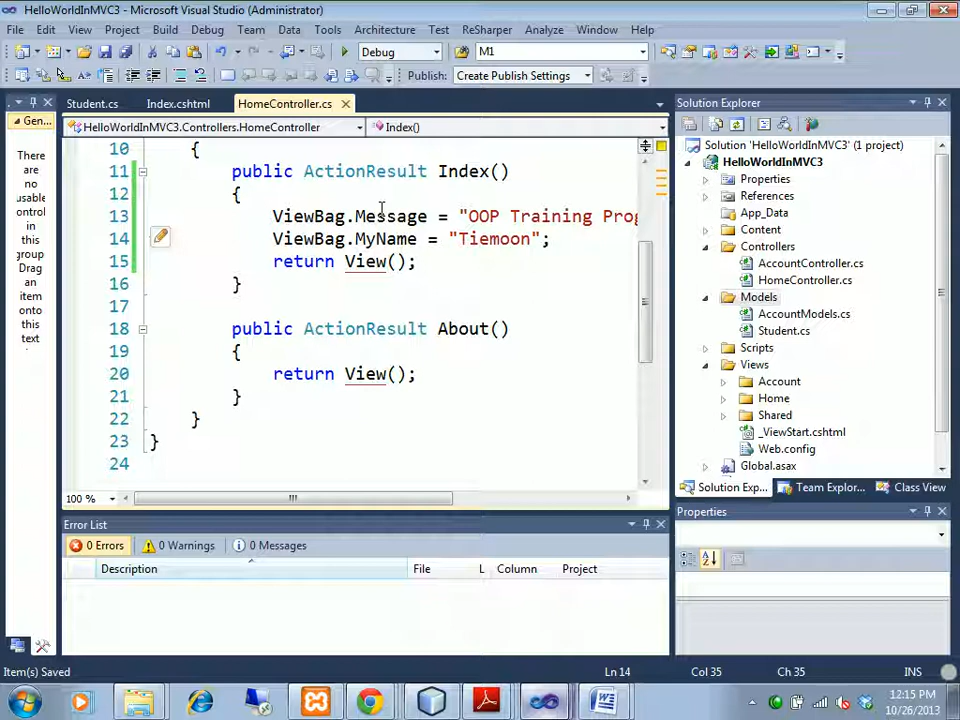 HelloWorldInMVC3 - Microsoft Visual Studio (Administrator)
File Edit View Project Build Debug Team Data Tools Architecture Test ReSharper Analyze Window Help
Debug M1
Publish: Create Publish Settings
Student.cs Index.cshtml HomeController.cs
HelloWorldInMVC3.Controllers.HomeController Index()
Gen...
There
are
no
usable
ontrol
in
this
group
Drag
an
item
onto
this
text
10 {
11 public ActionResult Index()
12 {
13 ViewBag.Message = "OOP Training Prog
14 ViewBag.MyName = "Tiemoon";
15 return View();
16 }
17
18 public ActionResult About()
19 {
20 return View();
21 }
22 }
23 }
24
100 %
Solution Explorer
Solution 'HelloWorldInMVC3' (1 project)
HelloWorldInMVC3
Properties
References
App_Data
Content
Controllers
AccountController.cs
HomeController.cs
Models
AccountModels.cs
Student.cs
Scripts
Views
Account
Home
Shared
_ViewStart.cshtml
Web.config
Global.asax
Solution Exp... Team Explor... Class View
Properties
Error List
0 Errors 0 Warnings 0 Messages
Description File L Column Project
Item(s) Saved Ln 14 Col 35 Ch 35 INS
12:15 PM
10/26/2013